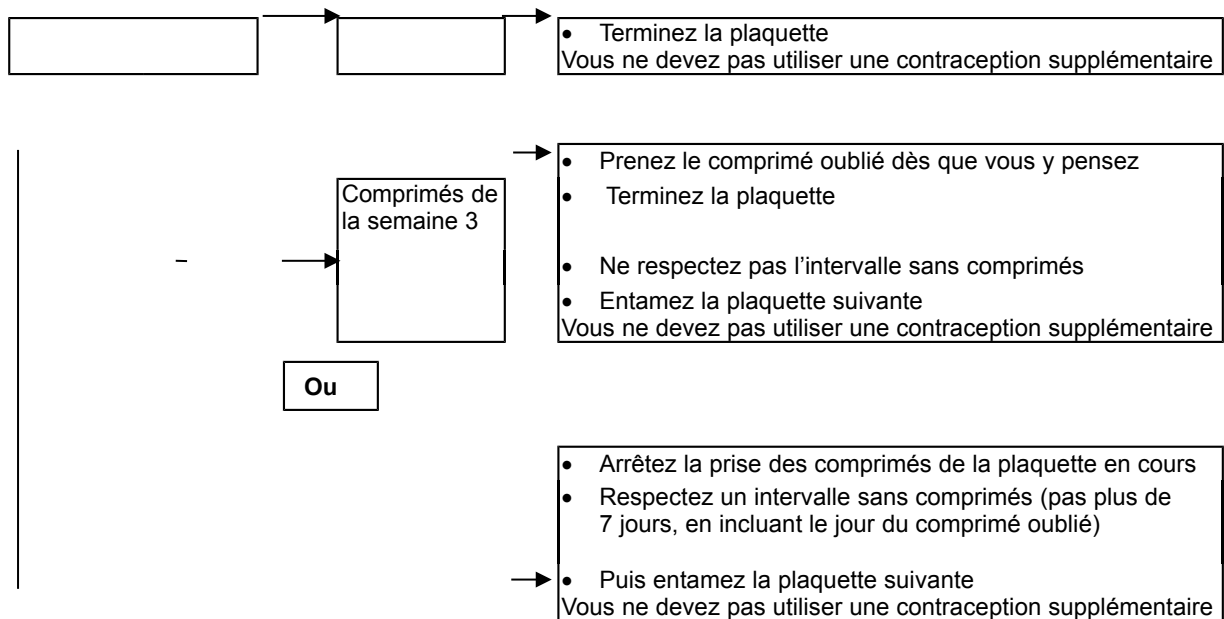 • Terminez la plaquette
Vous ne devez pas utiliser une contraception supplémentaire
• Prenez le comprimé oublié dès que vous y pensez
• Terminez la plaquette
Comprimés de
la semaine 3
–
• Ne respectez pas l’intervalle sans comprimés
• Entamez la plaquette suivante
Vous ne devez pas utiliser une contraception supplémentaire
Ou
• Arrêtez la prise des comprimés de la plaquette en cours
• Respectez un intervalle sans comprimés (pas plus de
7 jours, en incluant le jour du comprimé oublié)
• Puis entamez la plaquette suivante
Vous ne devez pas utiliser une contraception supplémentaire